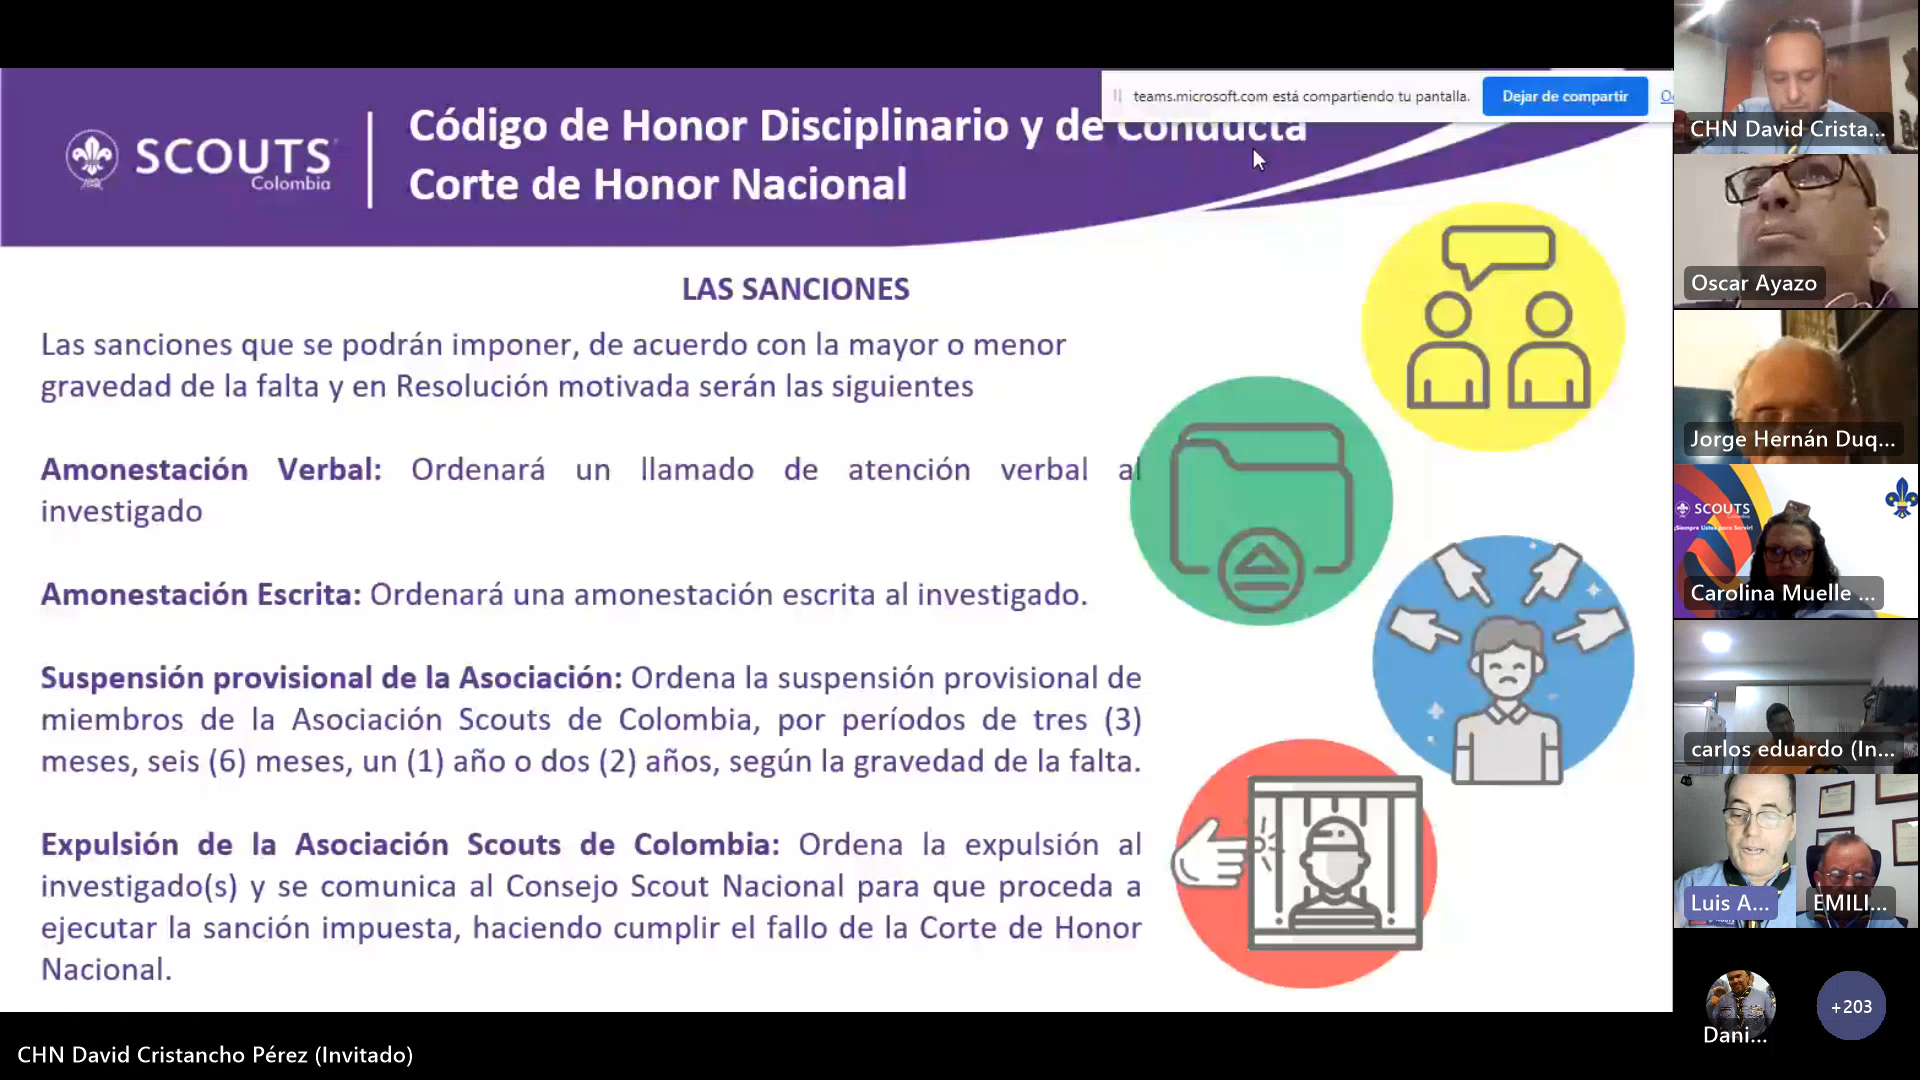 teams.microsoft.com está compartiendo tu pantalla.
Dejar de compartir
SCOUTS
Colombia
Código de Honor Disciplinario y de Conducta
Corte de Honor Nacional
LAS SANCIONES
Las sanciones que se podrán imponer, de acuerdo con la mayor o menor
gravedad de la falta y en Resolución motivada serán las siguientes
Amonestación Verbal: Ordenará un llamado de atención verbal al
investigado
Amonestación Escrita: Ordenará una amonestación escrita al investigado.
Suspensión provisional de la Asociación: Ordena la suspensión provisional de
miembros de la Asociación Scouts de Colombia, por períodos de tres (3)
meses, seis (6) meses, un (1) año o dos (2) años, según la gravedad de la falta.
Expulsión de la Asociación Scouts de Colombia: Ordena la expulsión al
investigado(s) y se comunica al Consejo Scout Nacional para que proceda a
ejecutar la sanción impuesta, haciendo cumplir el fallo de la Corte de Honor
Nacional.
CHN David Crista...
Oscar Ayazo
Jorge Hernán Duq...
SCOUTS
Colombia
¡Siempre Listos para Servir!
Carolina Muelle ...
carlos eduardo (In...
Luis A...
EMILI...
Dani...
+203
CHN David Cristancho Pérez (Invitado)